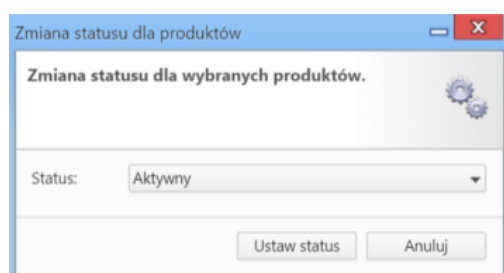 Zmiana statusu dla produktów
Zmiana statusu dla wybranych produktów.
Status: Aktywny
Ustaw status Anuluj